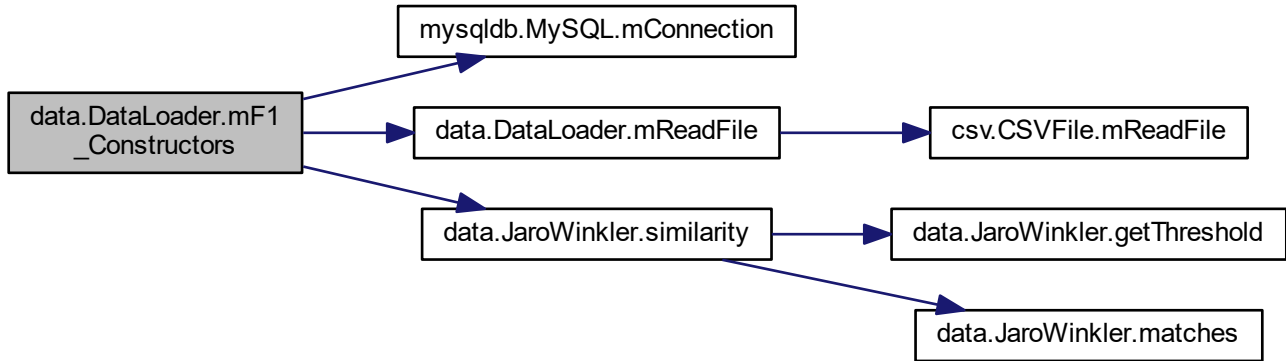 data.DataLoader.mF1
_Constructors
mysqldb.MySQL.mConnection
data.DataLoader.mReadFile
csv.CSVFile.mReadFile
data.JaroWinkler.similarity
data.JaroWinkler.getThreshold
data.JaroWinkler.matches